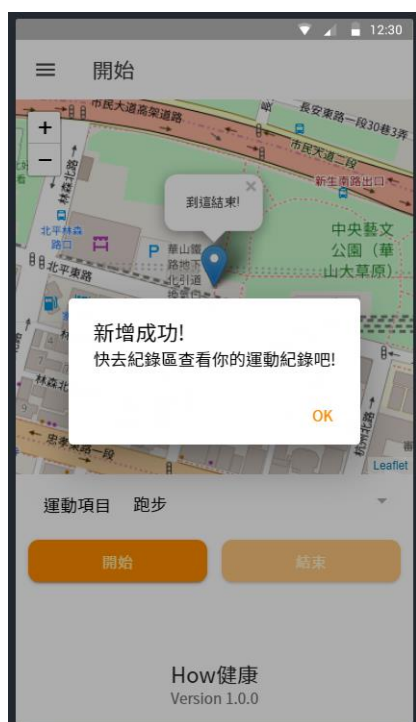 12:30
開始
市民大道高架道路
長安東路一段30巷3弄
+
−
市民大道二段
新生南路出口
林森北路
×
到這結束!
北平林森
路口
P
華山鐵
路地下
化引道
中央藝文
公園（華
山大草原）
北平東路
新增成功!
快去紀錄區查看你的運動紀錄吧!
OK
林森北
忠孝東路一段
杭州北路
Leaflet
運動項目 跑步
開始
結束
How健康
Version 1.0.0